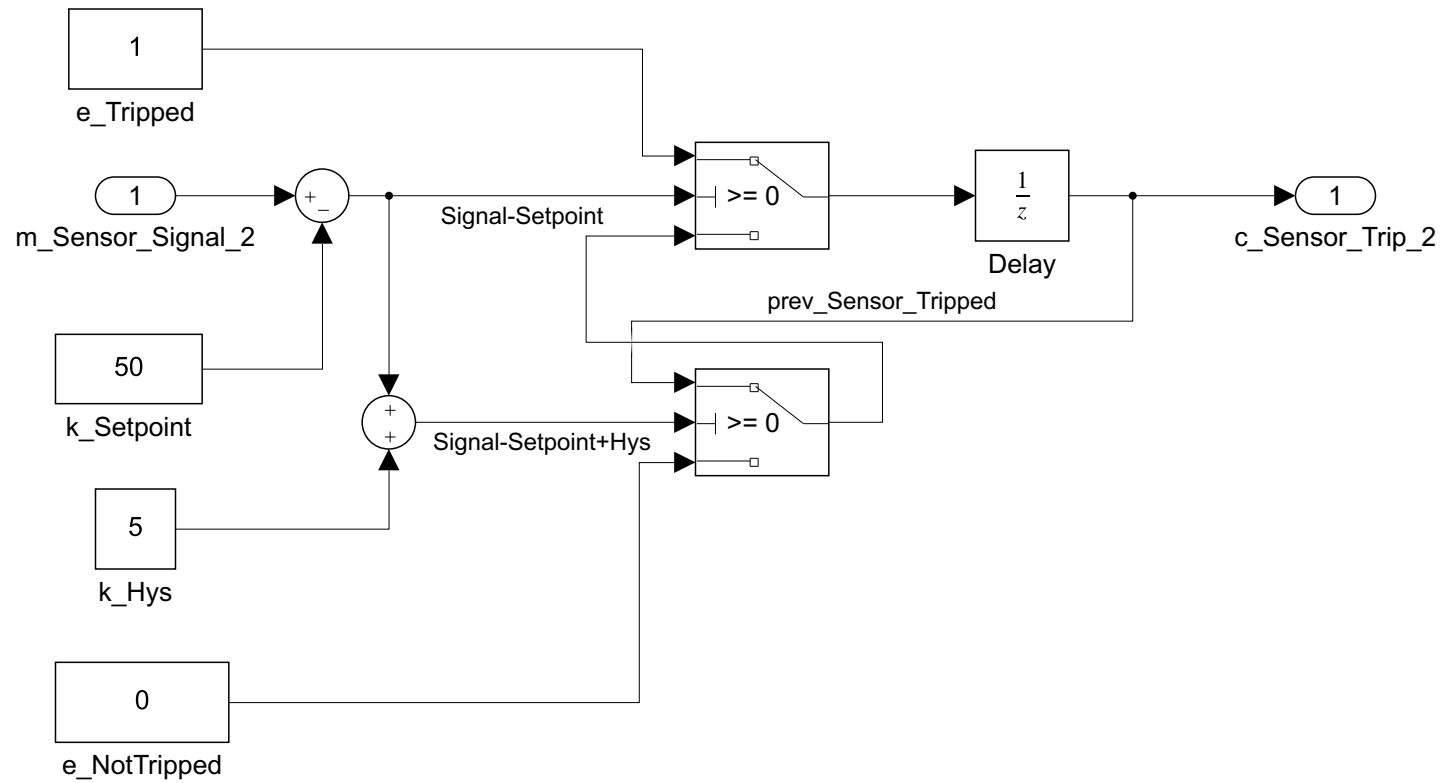 1
e_Tripped
1
m_Sensor_Signal_2
+
−
Signal-Setpoint
>= 0
1
z
Delay
1
c_Sensor_Trip_2
prev_Sensor_Tripped
50
k_Setpoint
+
+
Signal-Setpoint+Hys
>= 0
5
k_Hys
0
e_NotTripped